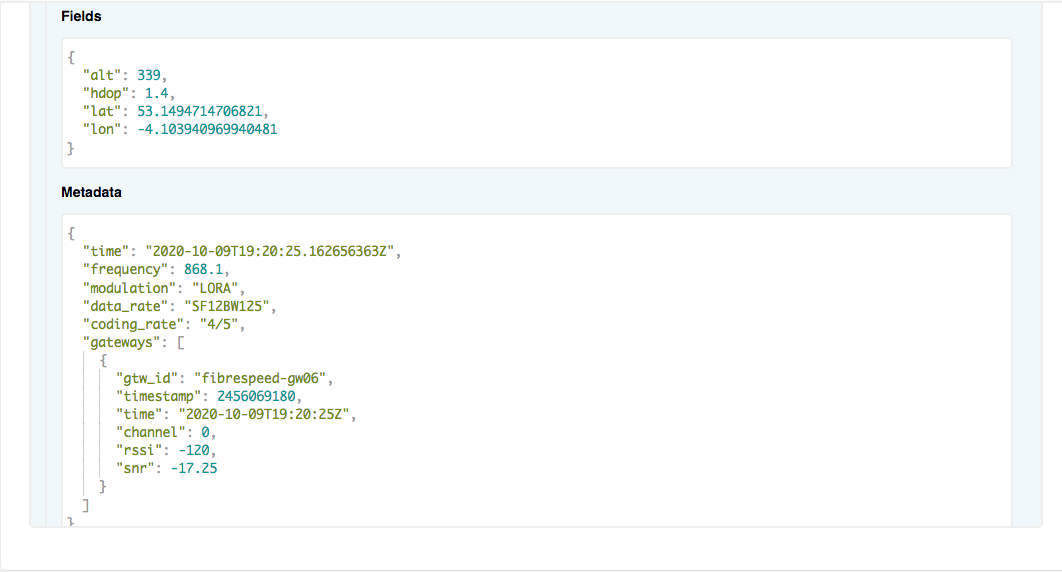 Fields
{
"alt": 339,
"hdop": 1.4,
"lat": 53.1494714706821,
"lon": -4.103940969940481
}
Metadata
{
"time": "2020-10-09T19:20:25.162656363Z",
"frequency": 868.1,
"modulation": "LORA",
"data_rate": "SF12BW125",
"coding_rate": "4/5",
"gateways": [
{
"gtw_id": "fibrespeed-gw06",
"timestamp": 2456069180,
"time": "2020-10-09T19:20:25Z",
"channel": 0,
"rssi": -120,
"snr": -17.25
}
]
}